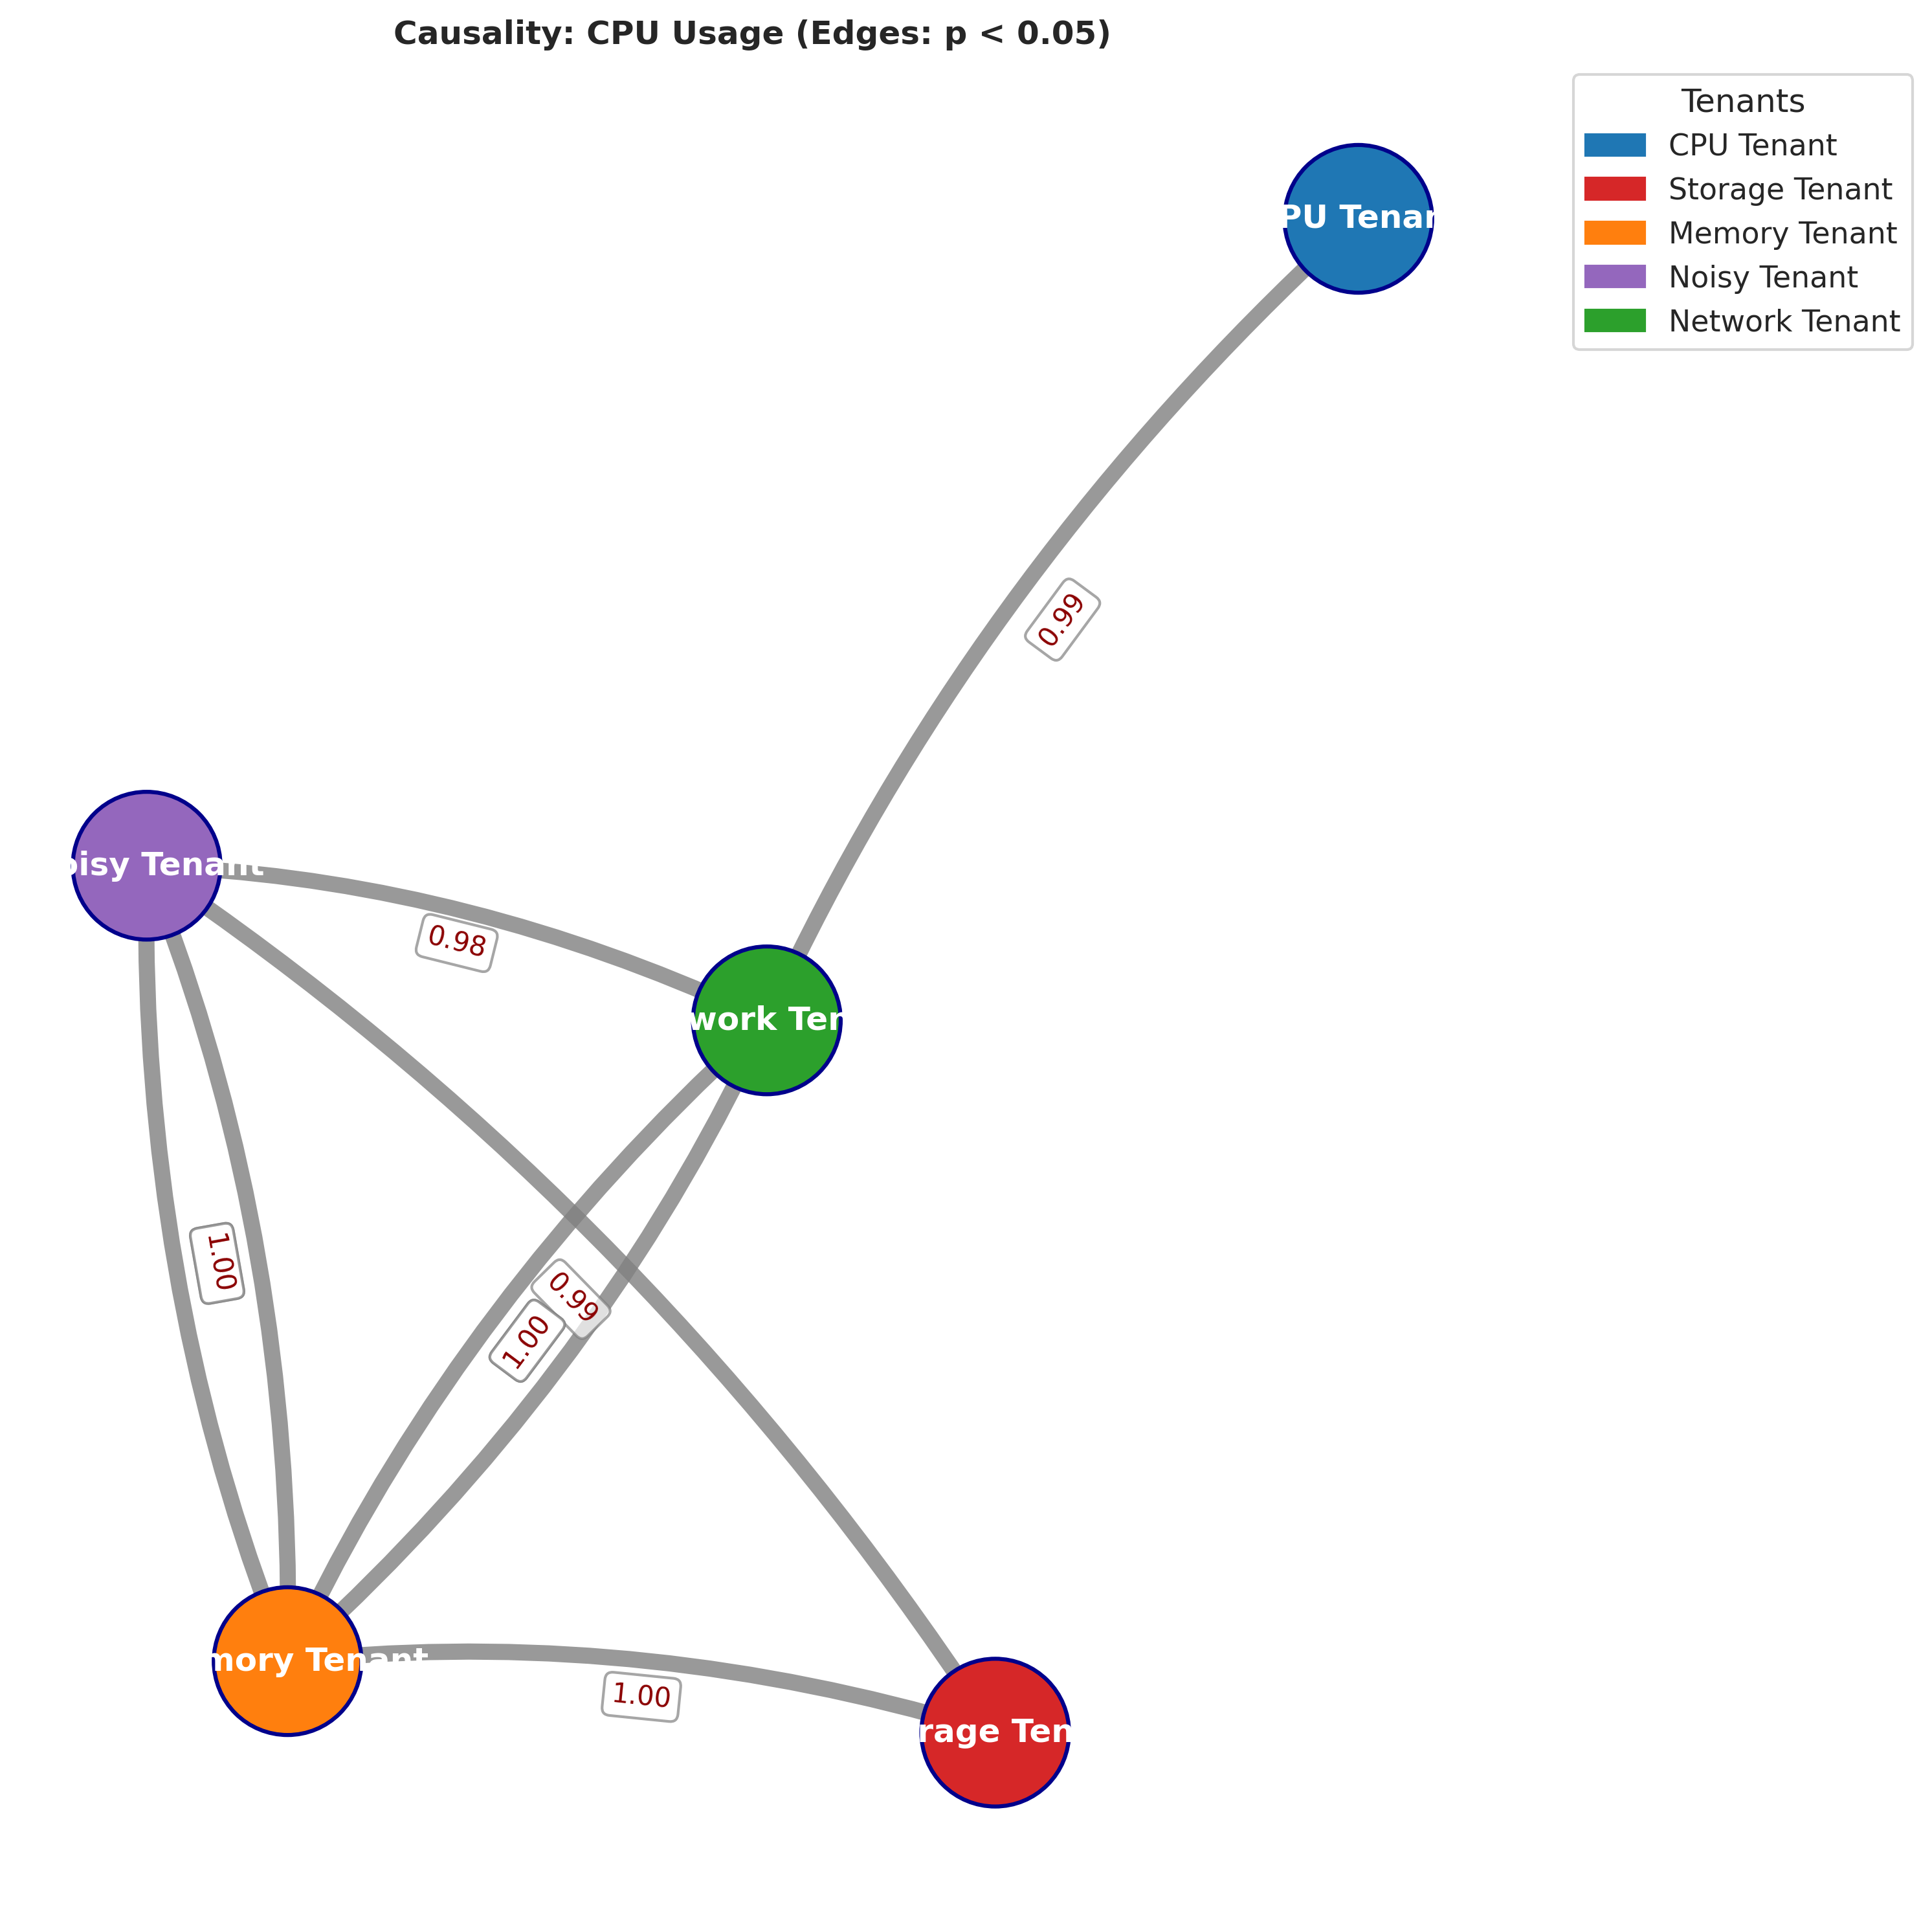 Causality: CPU Usage (Edges: p < 0.05)
Tenants
CPU Tenant
Storage Tenant
Memory Tenant
Noisy Tenant
Network Tenant
PU Tenan
0.99
oisy Tenant
0.98
work Ten
1.00
0.99
1.00
mory Tenant
1.00
rage Ten